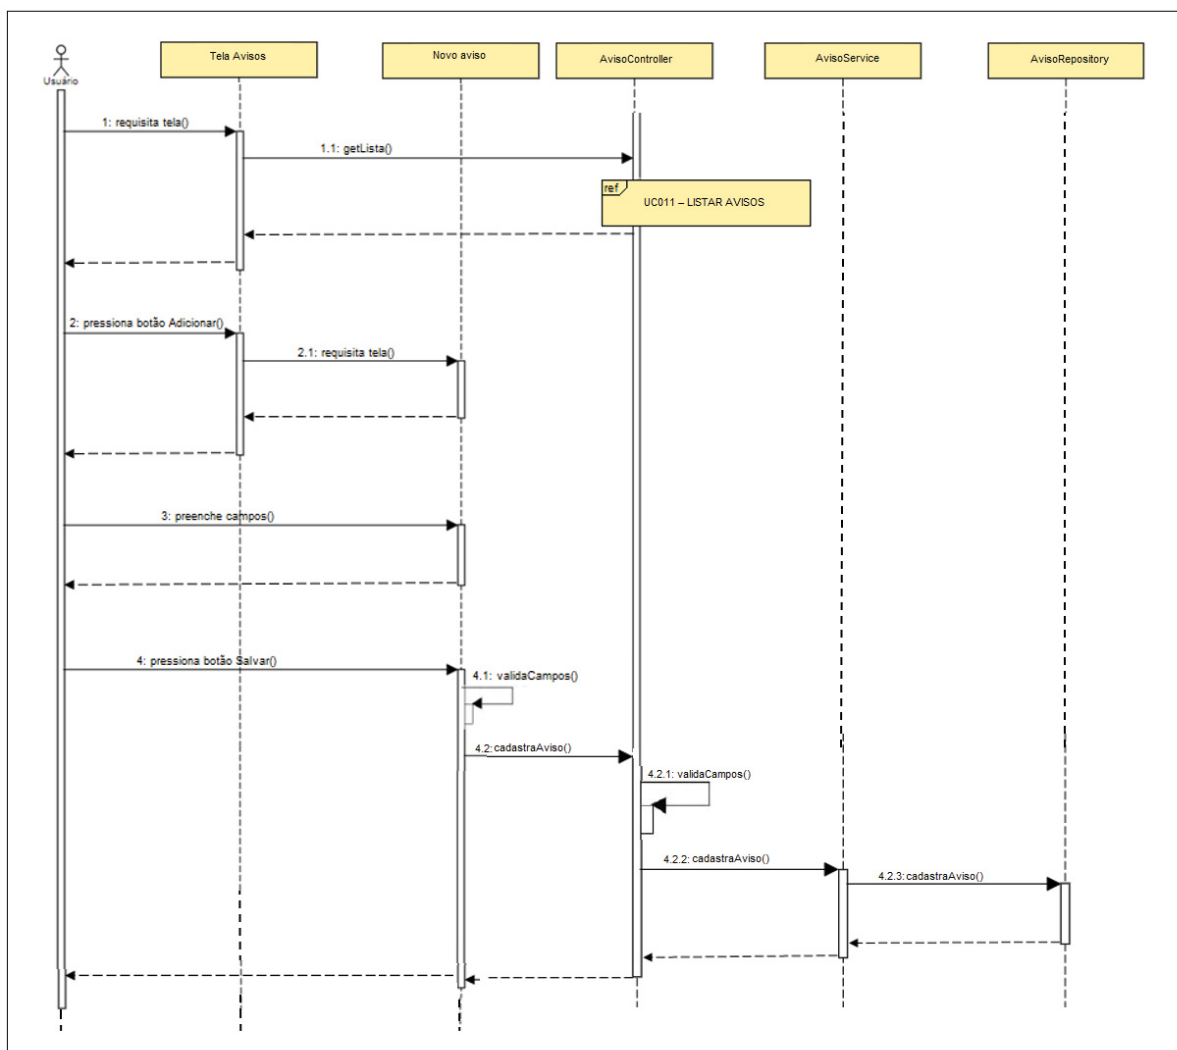 Usuário
Tela Avisos
Novo aviso
AvisoController
AvisoService
AvisoRepository
1: requisita tela()
1.1: getLista()
ref
UC011 – LISTAR AVISOS
2: pressiona botão Adicionar()
2.1: requisita tela()
3: preenche campos()
4: pressiona botão Salvar()
4.1: validaCampos()
4.2: cadastraAviso()
4.2.1: validaCampos()
4.2.2: cadastraAviso()
4.2.3: cadastraAviso()